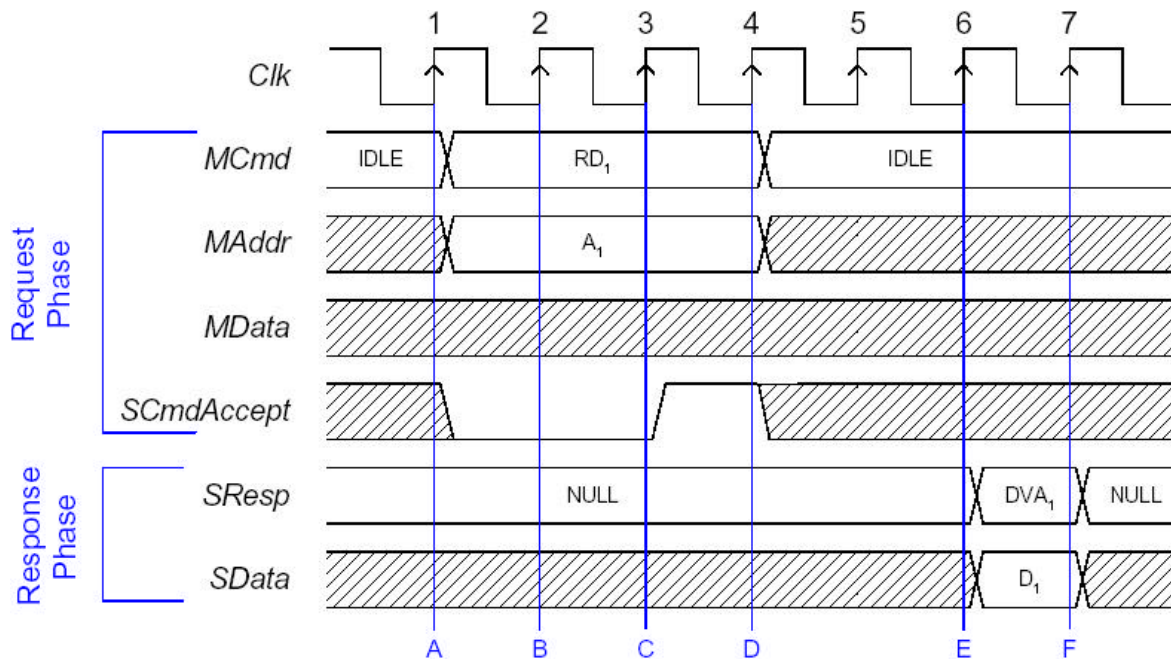 1 2 3 4 5 6 7
Clk
MCmd IDLE RD₁ IDLE
MAddr A₁
MData
SCmdAccept
Request Phase
SResp NULL DVA₁ NULL
SData D₁
Response Phase
A B C D E F